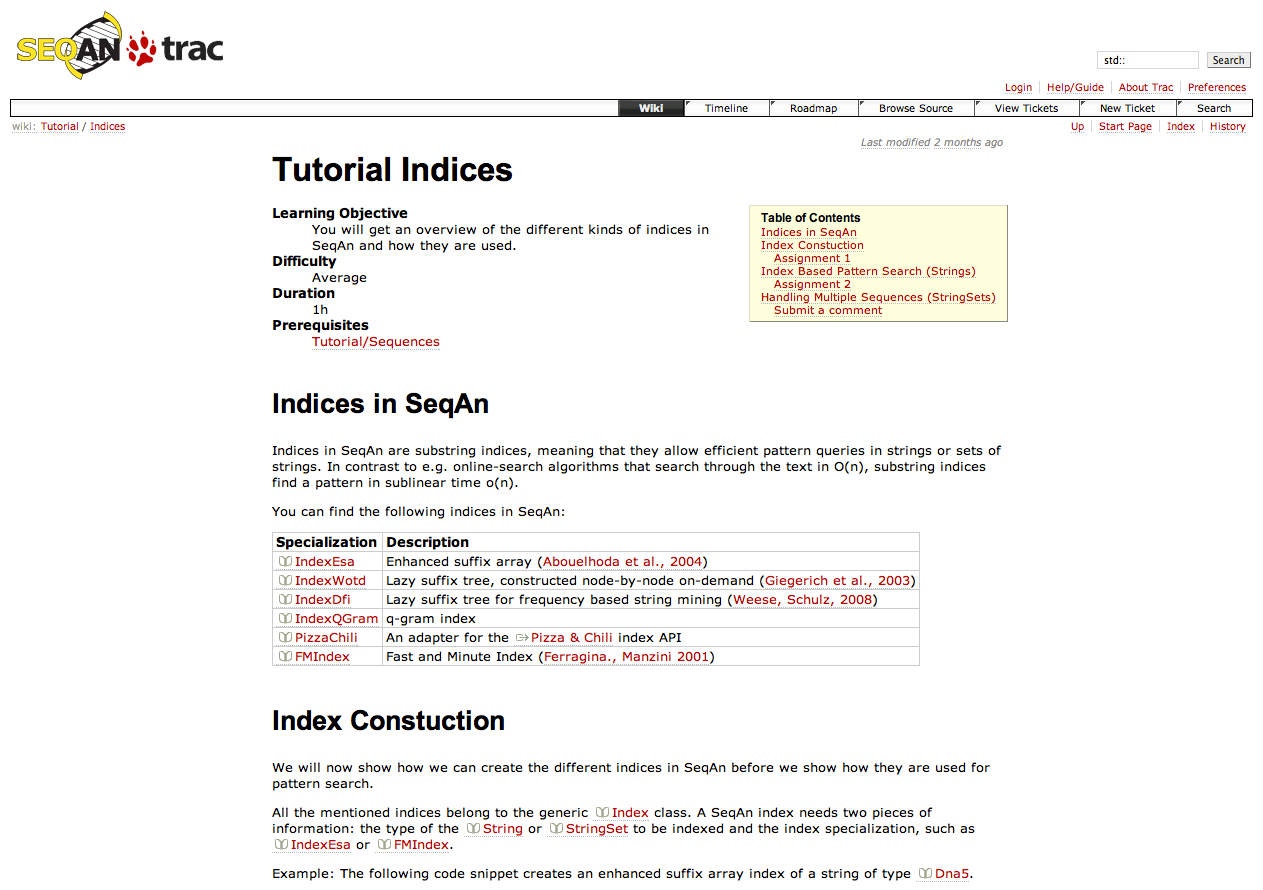 SEQAN trac
std:: Search
Login Help/Guide About Trac Preferences
Wiki Timeline Roadmap Browse Source View Tickets New Ticket Search
wiki: Tutorial / Indices Up Start Page Index History
Last modified 2 months ago
Tutorial Indices
Learning Objective
You will get an overview of the different kinds of indices in
SeqAn and how they are used.
Difficulty
Average
Duration
1h
Prerequisites
Tutorial/Sequences
Table of Contents
Indices in SeqAn
Index Constuction
Assignment 1
Index Based Pattern Search (Strings)
Assignment 2
Handling Multiple Sequences (StringSets)
Submit a comment
Indices in SeqAn
Indices in SeqAn are substring indices, meaning that they allow efficient pattern queries in strings or sets of
strings. In contrast to e.g. online-search algorithms that search through the text in O(n), substring indices
find a pattern in sublinear time o(n).
You can find the following indices in SeqAn:
Specialization Description
IndexEsa Enhanced suffix array (Abouelhoda et al., 2004)
IndexWotd Lazy suffix tree, constructed node-by-node on-demand (Giegerich et al., 2003)
IndexDfi Lazy suffix tree for frequency based string mining (Weese, Schulz, 2008)
IndexQGram q-gram index
PizzaChili An adapter for the Pizza & Chili index API
FMIndex Fast and Minute Index (Ferragina., Manzini 2001)
Index Constuction
We will now show how we can create the different indices in SeqAn before we show how they are used for
pattern search.
All the mentioned indices belong to the generic Index class. A SeqAn index needs two pieces of
information: the type of the String or StringSet to be indexed and the index specialization, such as
IndexEsa or FMIndex.
Example: The following code snippet creates an enhanced suffix array index of a string of type Dna5.